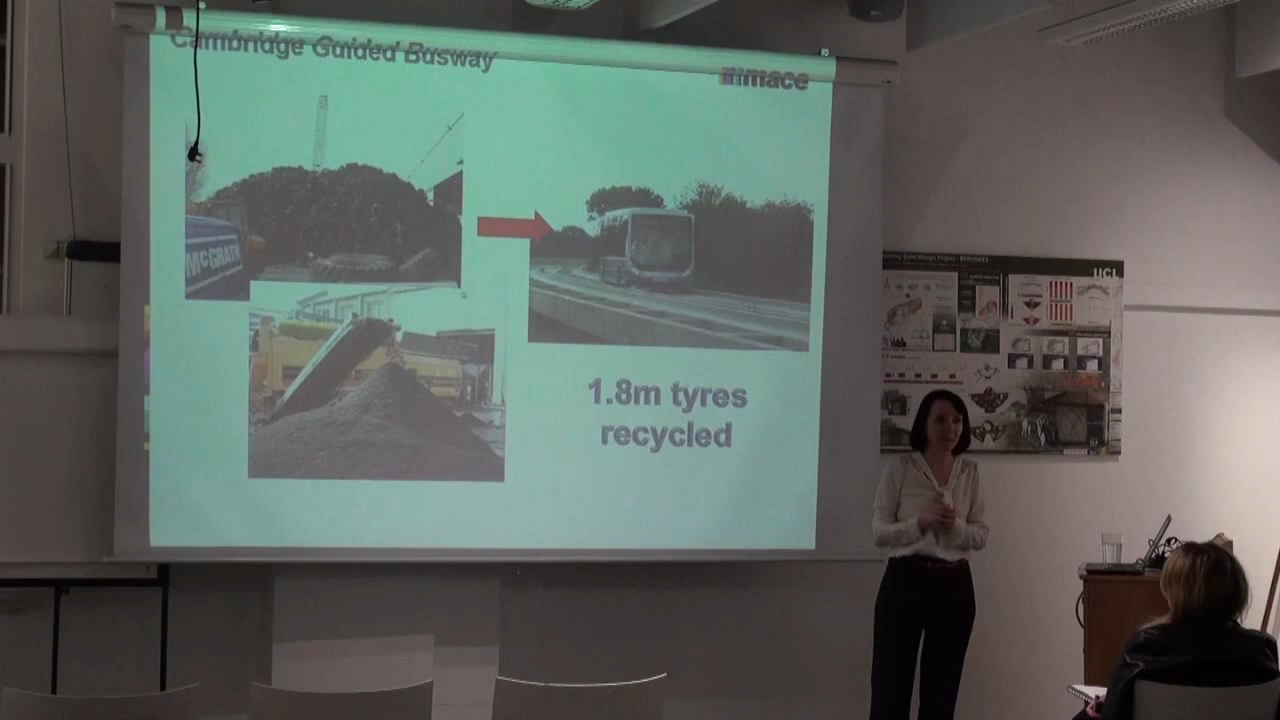 Cambridge Guided Busway
mace
McGRATH
1.8m tyres
recycled
UCL